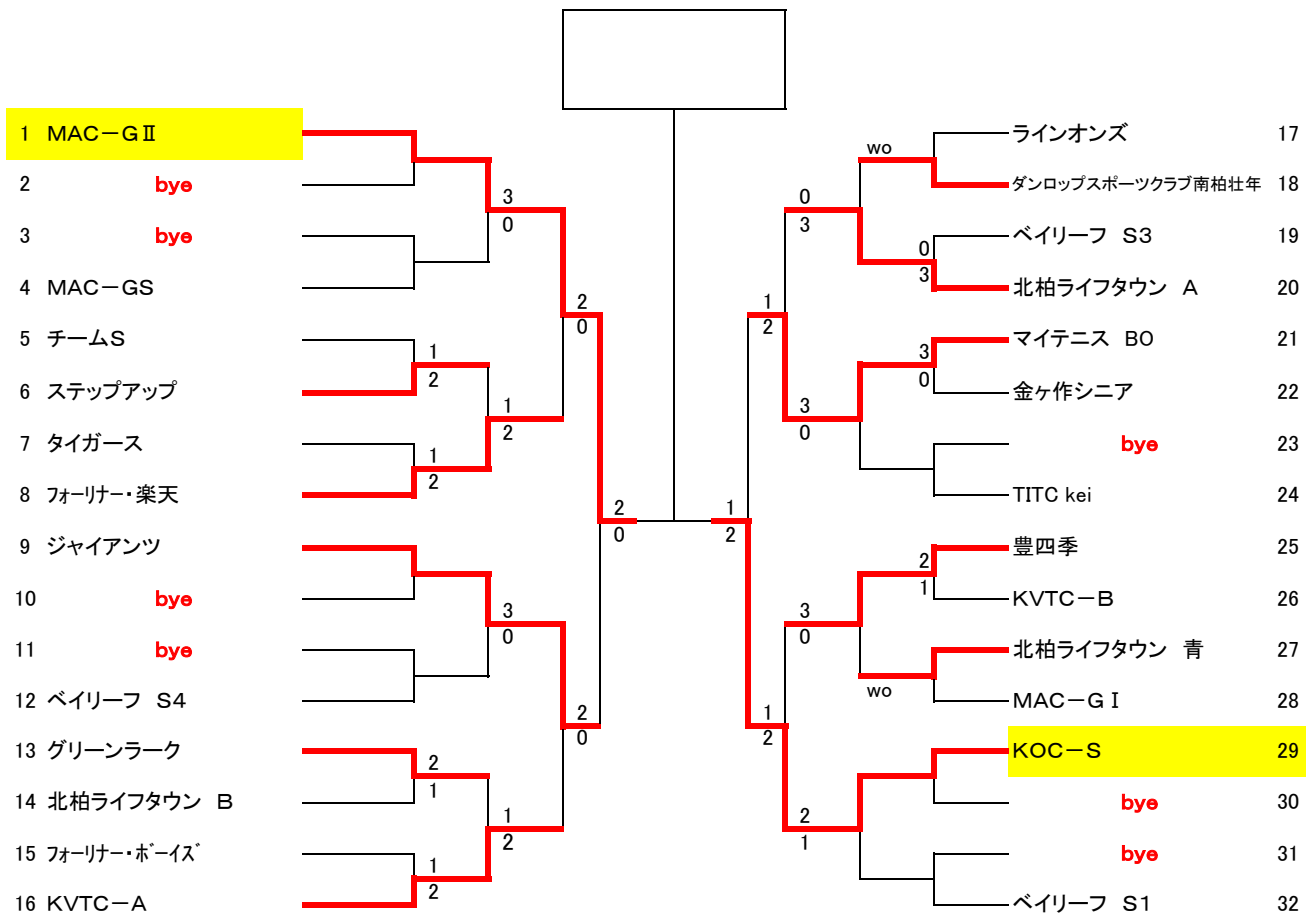 1 MAC－GⅡ
2 bye
3 bye
4 MAC－GS
5 チームS
6 ステップアップ
7 タイガース
8 フォーリナー・楽天
9 ジャイアンツ
10 bye
11 bye
12 ベイリーフ S4
13 グリーンラーク
14 北柏ライフタウン B
15 フォーリナー・ボーイズ
16 KVTC－A
3
0
1
2
1
2
1
2
2
0
3
0
2
1
1
2
1
2
2
0
2
0
1
2
wo
0
3
0
3
1
2
3
0
3
0
2
1
3
0
wo
1
2
2
1
ラインオンズ 17
ダンロップスポーツクラブ南柏壮年 18
ベイリーフ S3 19
北柏ライフタウン A 20
マイテニス BO 21
金ヶ作シニア 22
bye 23
TITC kei 24
豊四季 25
KVTC－B 26
北柏ライフタウン 青 27
MAC－GⅠ 28
KOC－S 29
bye 30
bye 31
ベイリーフ S1 32